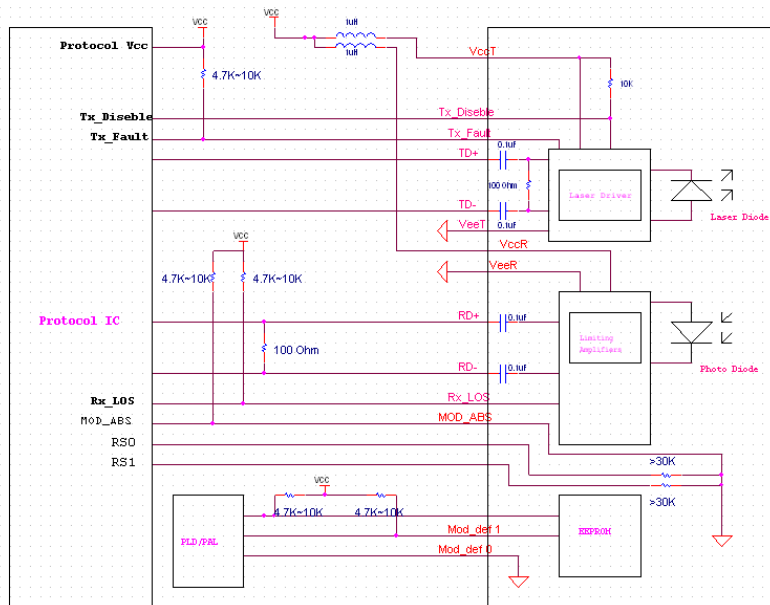 VCC
VCC
1uH
1uH
Protocol Vcc
VccT
4.7K~10K
10K
Tx_Diseble
Tx_Diseble
Tx_Fault
Tx_Fault
TD+
0.1uf
100 Ohm
Laser Driver
TD-
0.1uf
Laser Diode
VeeT
VCC
VccR
VeeR
4.7K~10K
4.7K~10K
Protocol IC
RD+
0.1uf
Limiting
Amplifiers
100 Ohm
RD-
0.1uf
Photo Diode
Rx_LOS
Rx_LOS
MOD_ABS
MOD_ABS
RS0
RS1
>30K
>30K
VCC
4.7K~10K
4.7K~10K
Mod_def 1
PLD/PAL
EEPROM
Mod_def 0